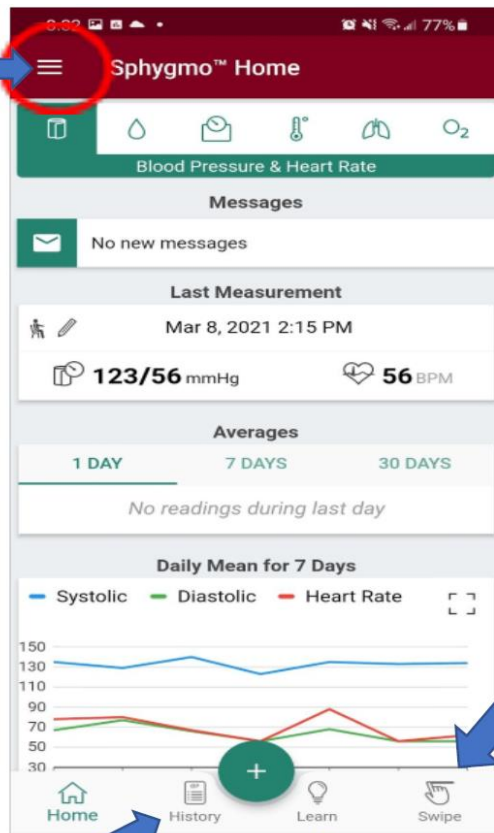 8:02 77%
Sphygmo™ Home
O₂
Blood Pressure & Heart Rate
Messages
No new messages
Last Measurement
Mar 8, 2021 2:15 PM
123/56 mmHg 56 BPM
Averages
1 DAY 7 DAYS 30 DAYS
No readings during last day
Daily Mean for 7 Days
Systolic Diastolic Heart Rate
150
130
110
90
70
50
30
+
Home History Learn Swipe